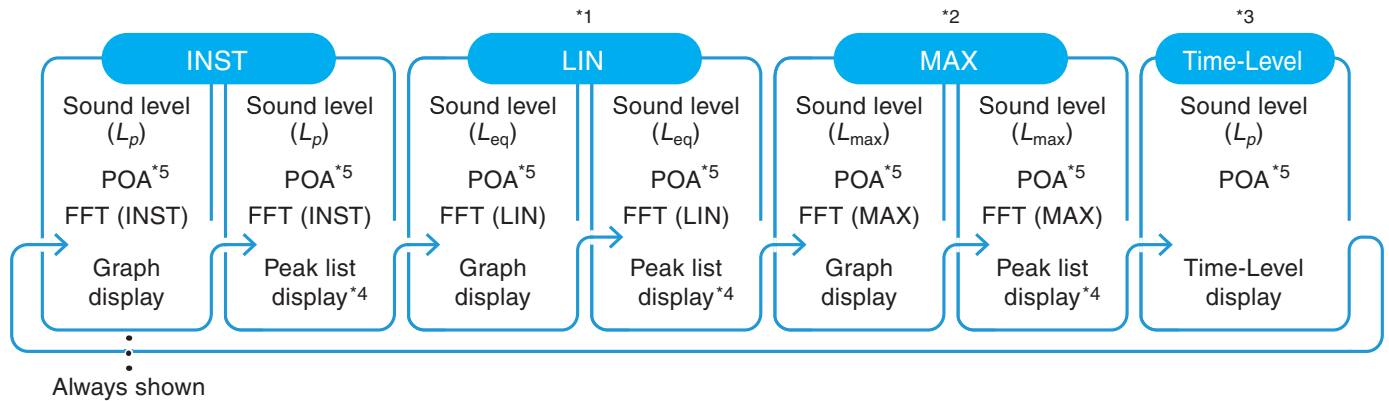 *1
*2
*3
INST
LIN
MAX
Time-Level
Sound level
(Lp)
POA*5
FFT (INST)
Graph
display
Sound level
(Lp)
POA*5
FFT (INST)
Peak list
display*4
Sound level
(Leq)
POA*5
FFT (LIN)
Graph
display
Sound level
(Leq)
POA*5
FFT (LIN)
Peak list
display*4
Sound level
(Lmax)
POA*5
FFT (MAX)
Graph
display
Sound level
(Lmax)
POA*5
FFT (MAX)
Peak list
display*4
Sound level
(Lp)
POA*5
Time-Level
display
Always shown